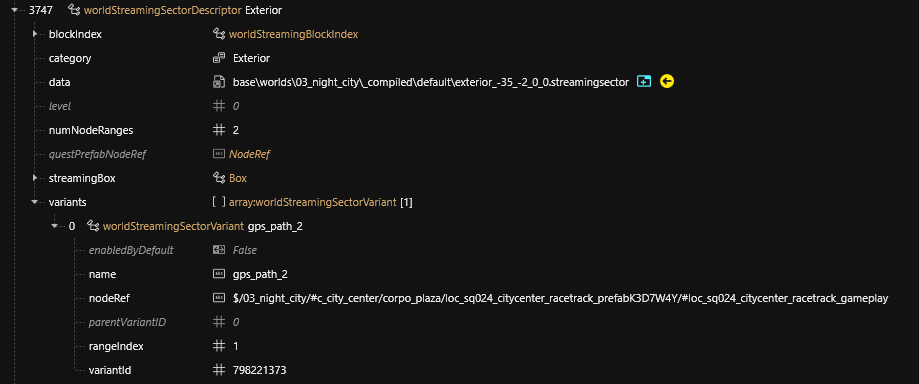 3747 worldStreamingSectorDescriptor Exterior
blockIndex worldStreamingBlockIndex
category Exterior
data base\worlds\03_night_city\_compiled\default\exterior_-35_-2_0_0.streamingsector
level 0
numNodeRanges 2
questPrefabNodeRef NodeRef
streamingBox Box
variants [ ] array:worldStreamingSectorVariant [1]
0 worldStreamingSectorVariant gps_path_2
enabledByDefault False
name gps_path_2
nodeRef $/03_night_city/#c_city_center/corpo_plaza/loc_sq024_citycenter_racetrack_prefabK3D7W4Y/#loc_sq024_citycenter_racetrack_gameplay
parentVariantID 0
rangeIndex 1
variantId 798221373